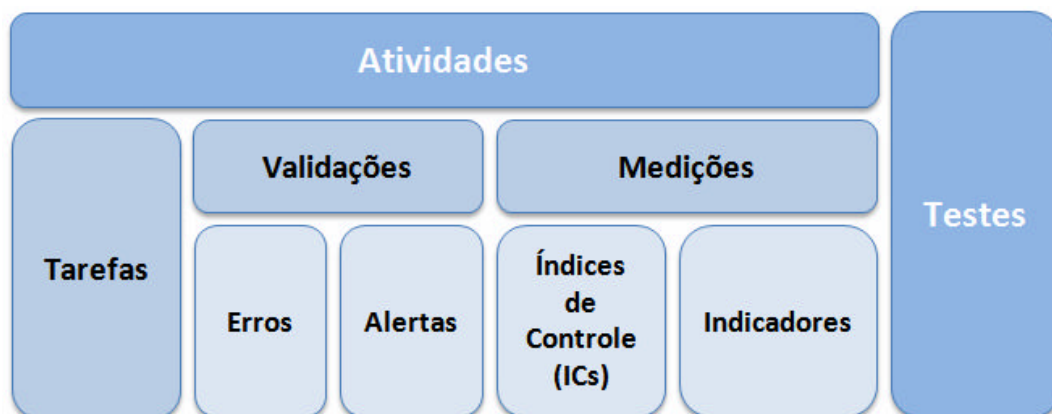 Atividades
Testes
Tarefas
Validações
Medições
Erros
Alertas
Índices
de
Controle
(ICs)
Indicadores